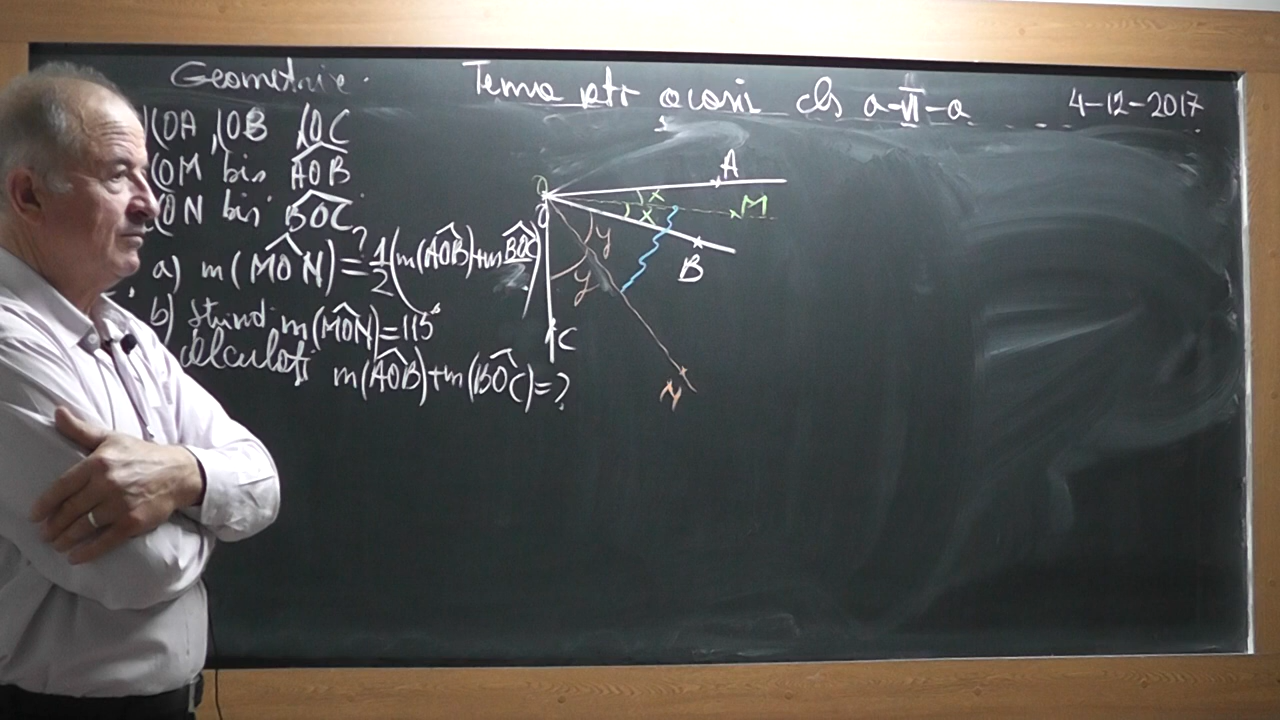 Geometrie.
Tema ptr acasă cls a-VI-a
4-12-2017
(OA, (OB (OC
(OM bis AOB
(ON bis BOC
a) m(MON) =? 1/2 (m(AOB)+m(BOC))
b) Știind m(MON)=115°
calculați m(AOB)+m(BOC)=?
O
O
A
M
B
C
N
x
x
y
y